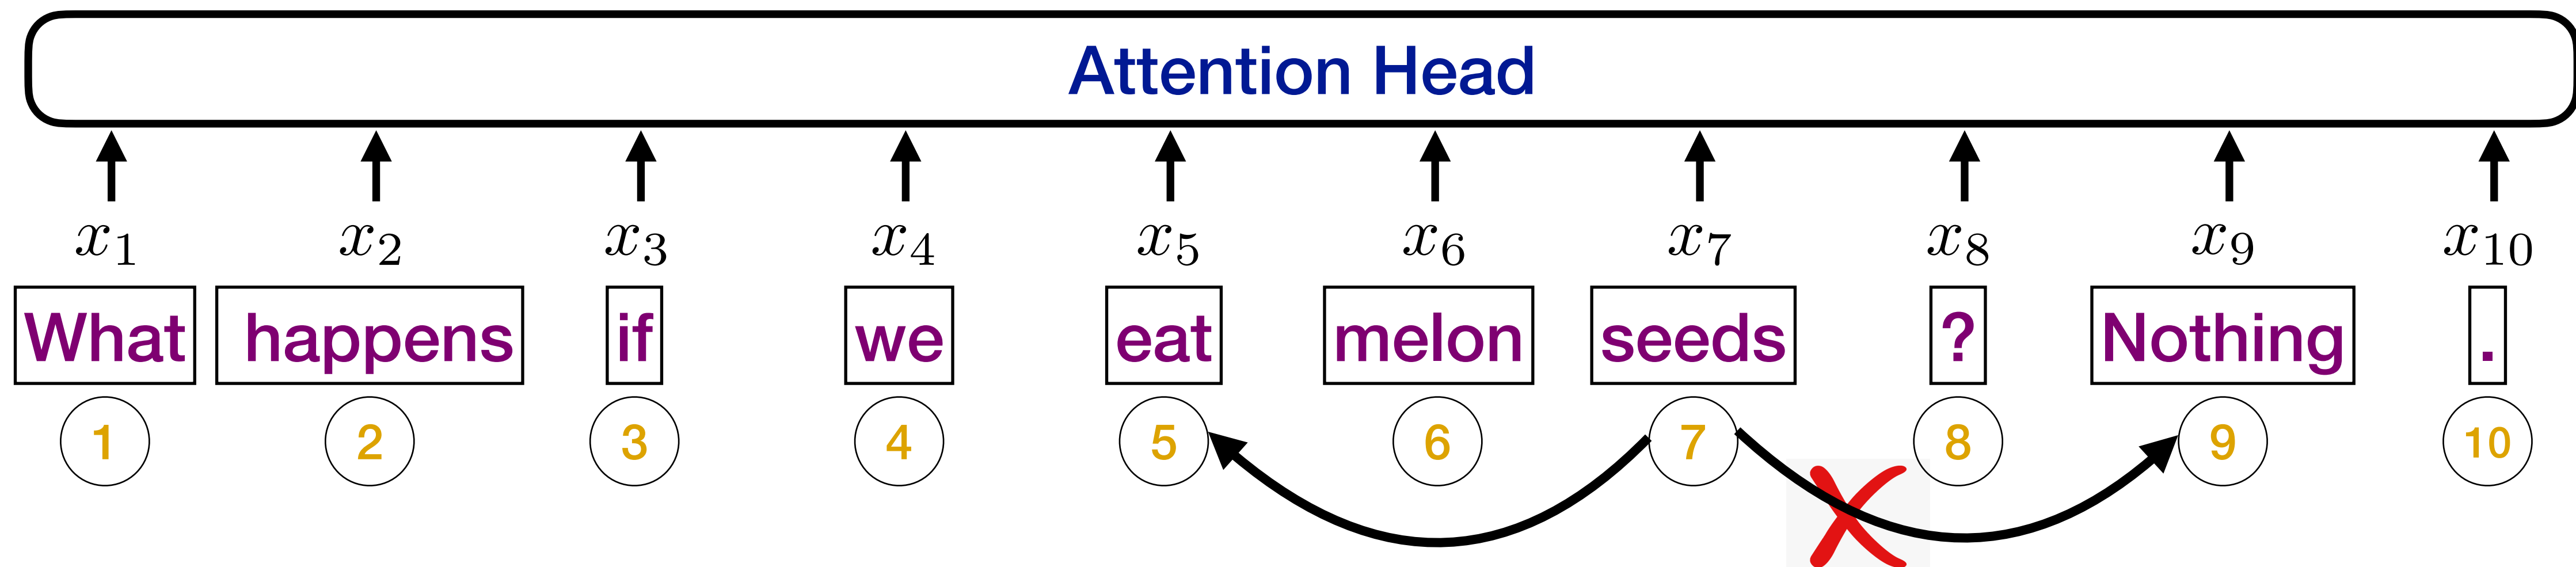 Attention Head
x₁ x₂ x₃ x₄ x₅ x₆ x₇ x₈ x₉ x₁₀
What happens if we eat melon seeds ? Nothing .
1 2 3 4 5 6 7 8 9 10